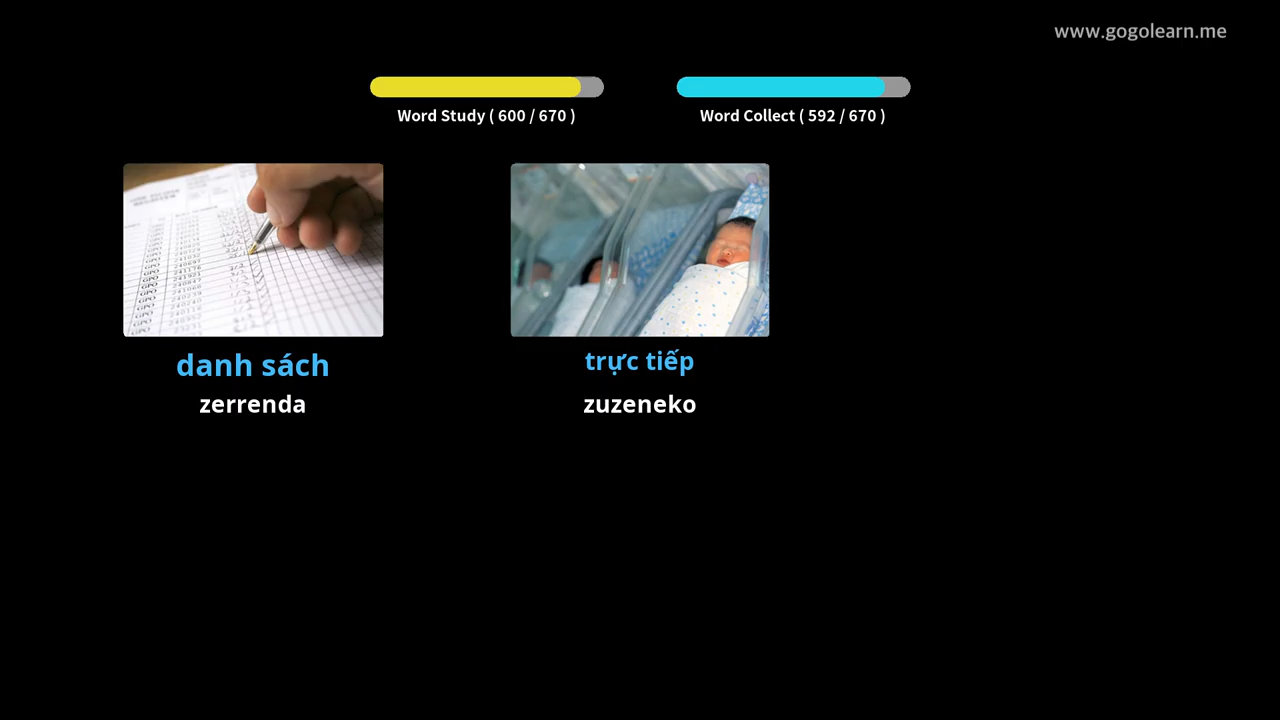 www.gogolearn.me
Word Study ( 600 / 670 )
Word Collect ( 592 / 670 )
danh sách
zerrenda
trực tiếp
zuzeneko